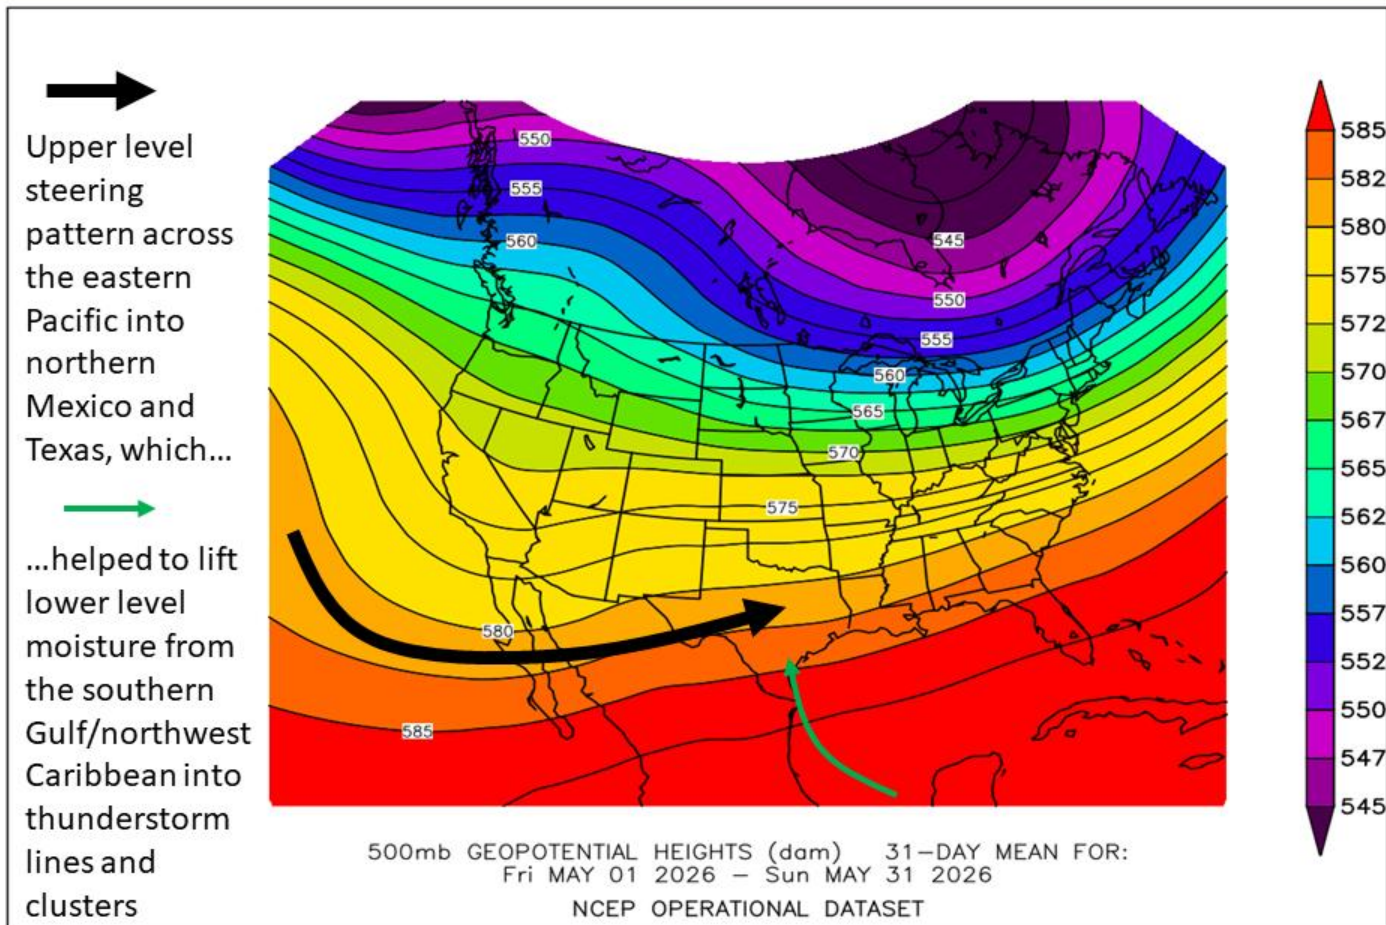 Upper level
steering
pattern across
the eastern
Pacific into
northern
Mexico and
Texas, which...
...helped to lift
lower level
moisture from
the southern
Gulf/northwest
Caribbean into
thunderstorm
lines and
clusters
550
555
560
545
550
555
560
565
570
575
580
585
585
582
580
575
572
570
567
565
562
560
557
552
550
547
545
500mb GEOPOTENTIAL HEIGHTS (dam) 31-DAY MEAN FOR:
Fri MAY 01 2026 - Sun MAY 31 2026
NCEP OPERATIONAL DATASET